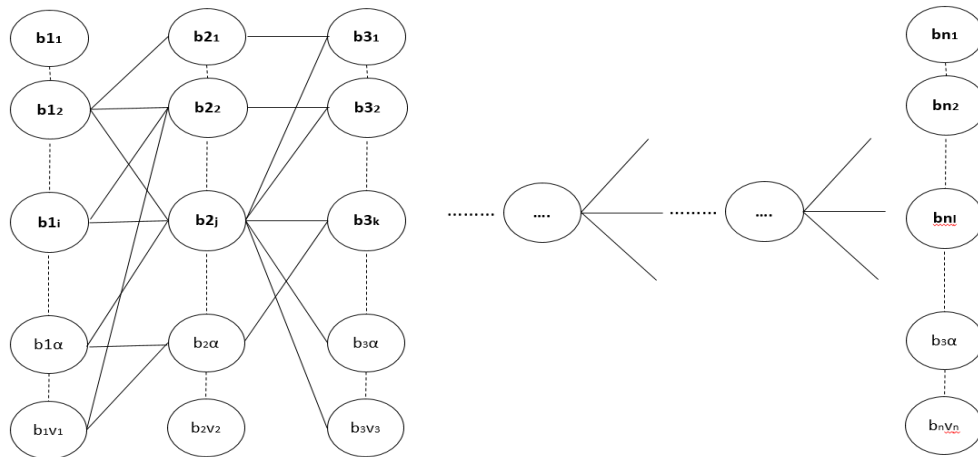 b1₁ b2₁ b3₁ bn₁
b1₂ b2₂ b3₂ bn₂
b1ᵢ b2ⱼ b3ₖ ......... .... ......... .... bnₗ
b1α b₂α b₃α b₃α
b₁v₁ b₂v₂ b₃v₃ bₙvₙ